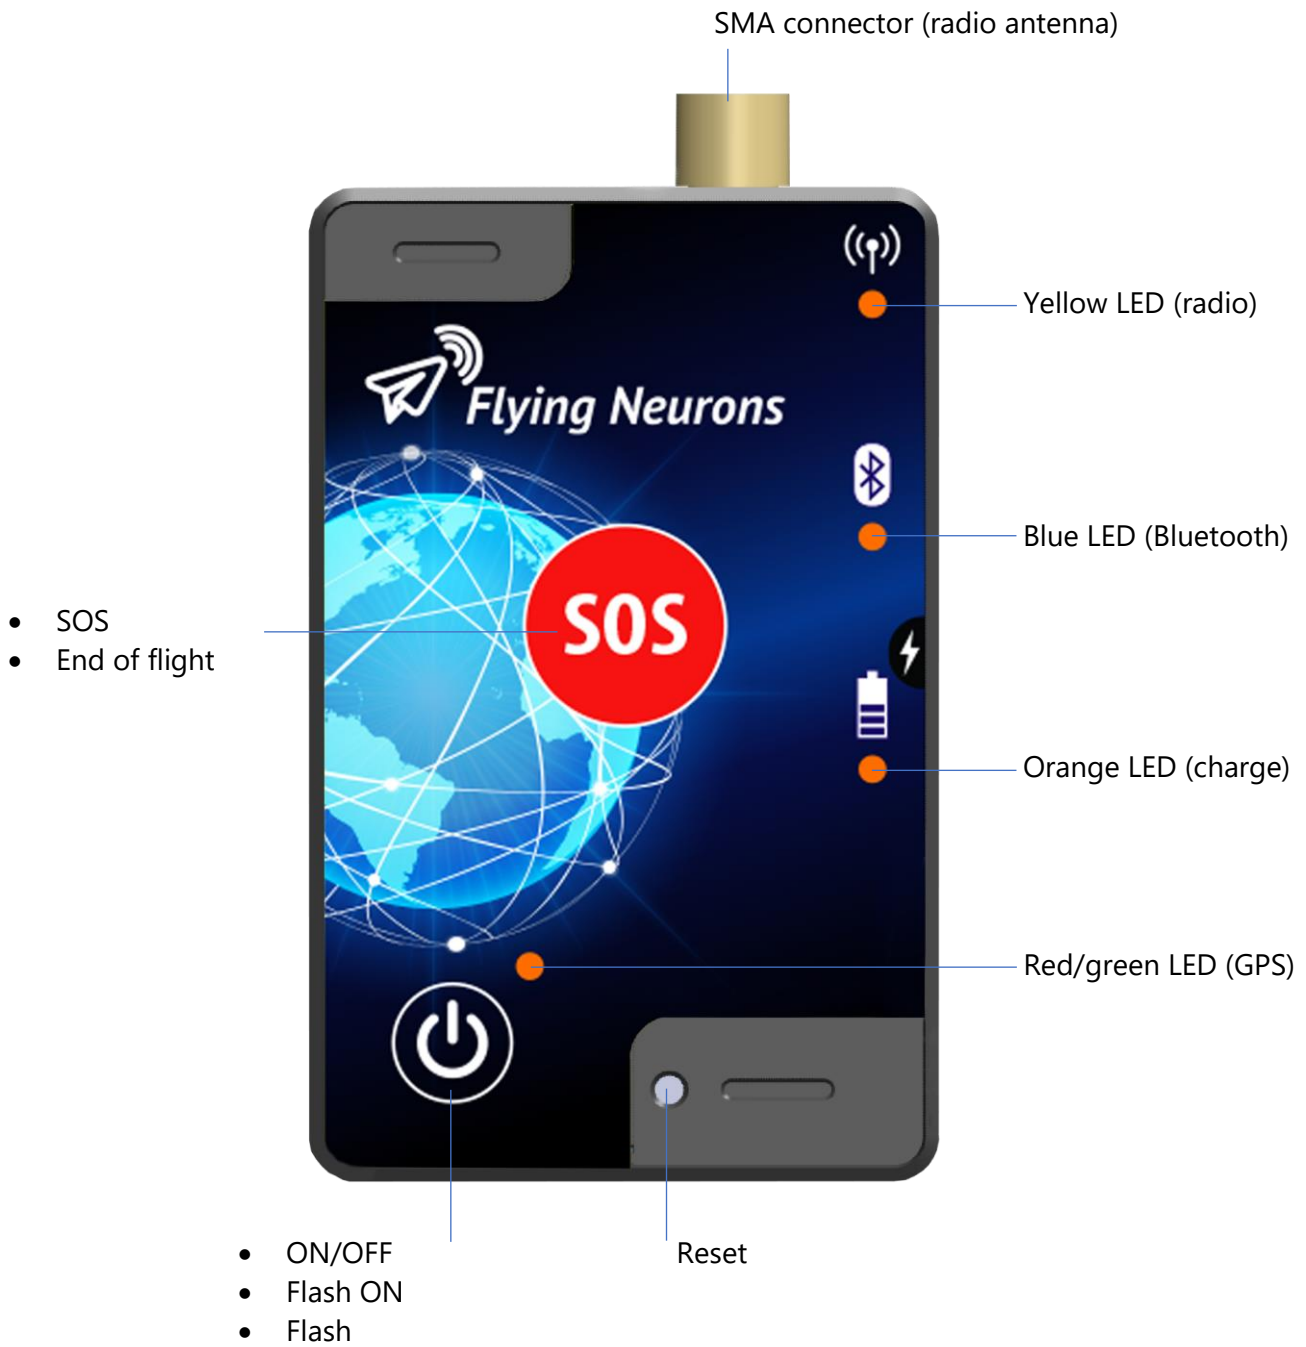 SMA connector (radio antenna)
Yellow LED (radio)
Flying Neurons
Blue LED (Bluetooth)
SOS
• SOS
• End of flight
Orange LED (charge)
Red/green LED (GPS)
• ON/OFF
• Flash ON
• Flash
Reset